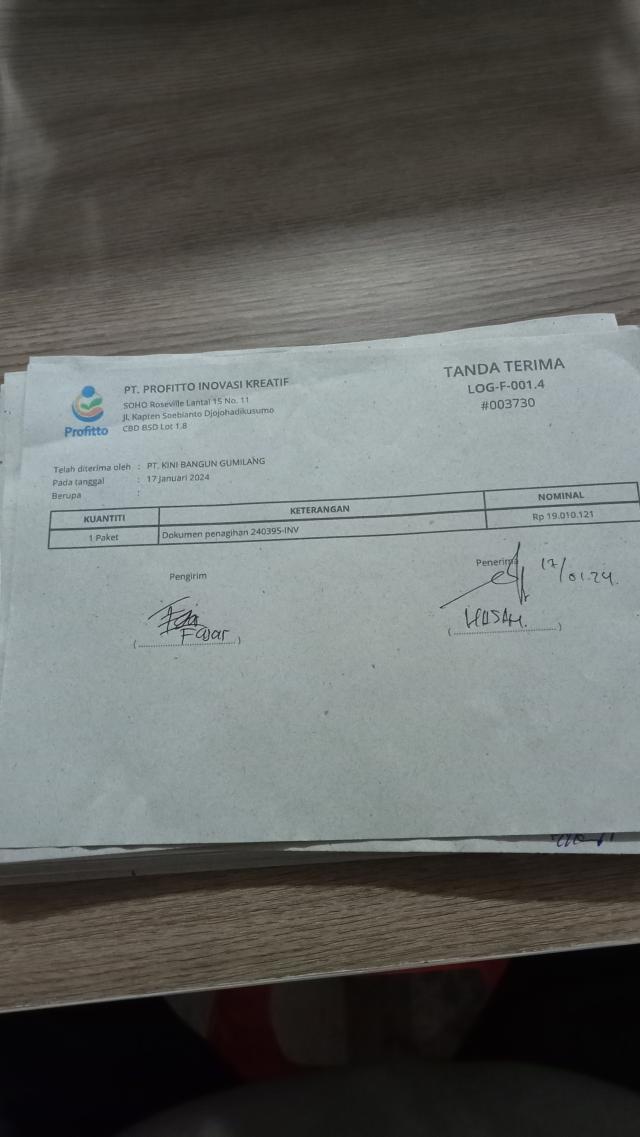 PT. PROFITTO INOVASI KREATIF
SOHO Roseville Lantai 15 No. 11
Jl. Kapten Soebianto Djojohadikusumo
CBD BSD Lot 1.8
Profitto
TANDA TERIMA
LOG-F-001.4
#003730
Telah diterima oleh : PT. KINI BANGUN GUMILANG
Pada tanggal : 17 Januari 2024
Berupa :
KUANTITI KETERANGAN NOMINAL
1 Paket Dokumen penagihan 240395-INV Rp 19.010.121
Pengirim Penerima 17/01.24.
Fajar HASAN.